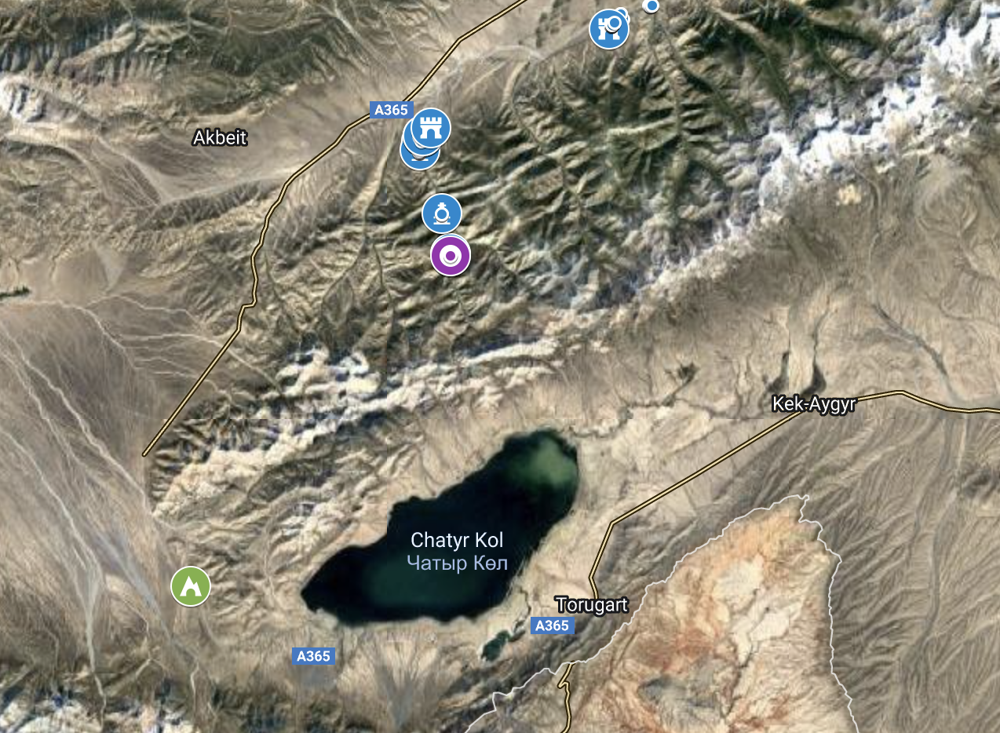 A365
Akbeit
Kek-Aygyr
Chatyr Kol
Чатыр Көл
Torugart
A365
A365